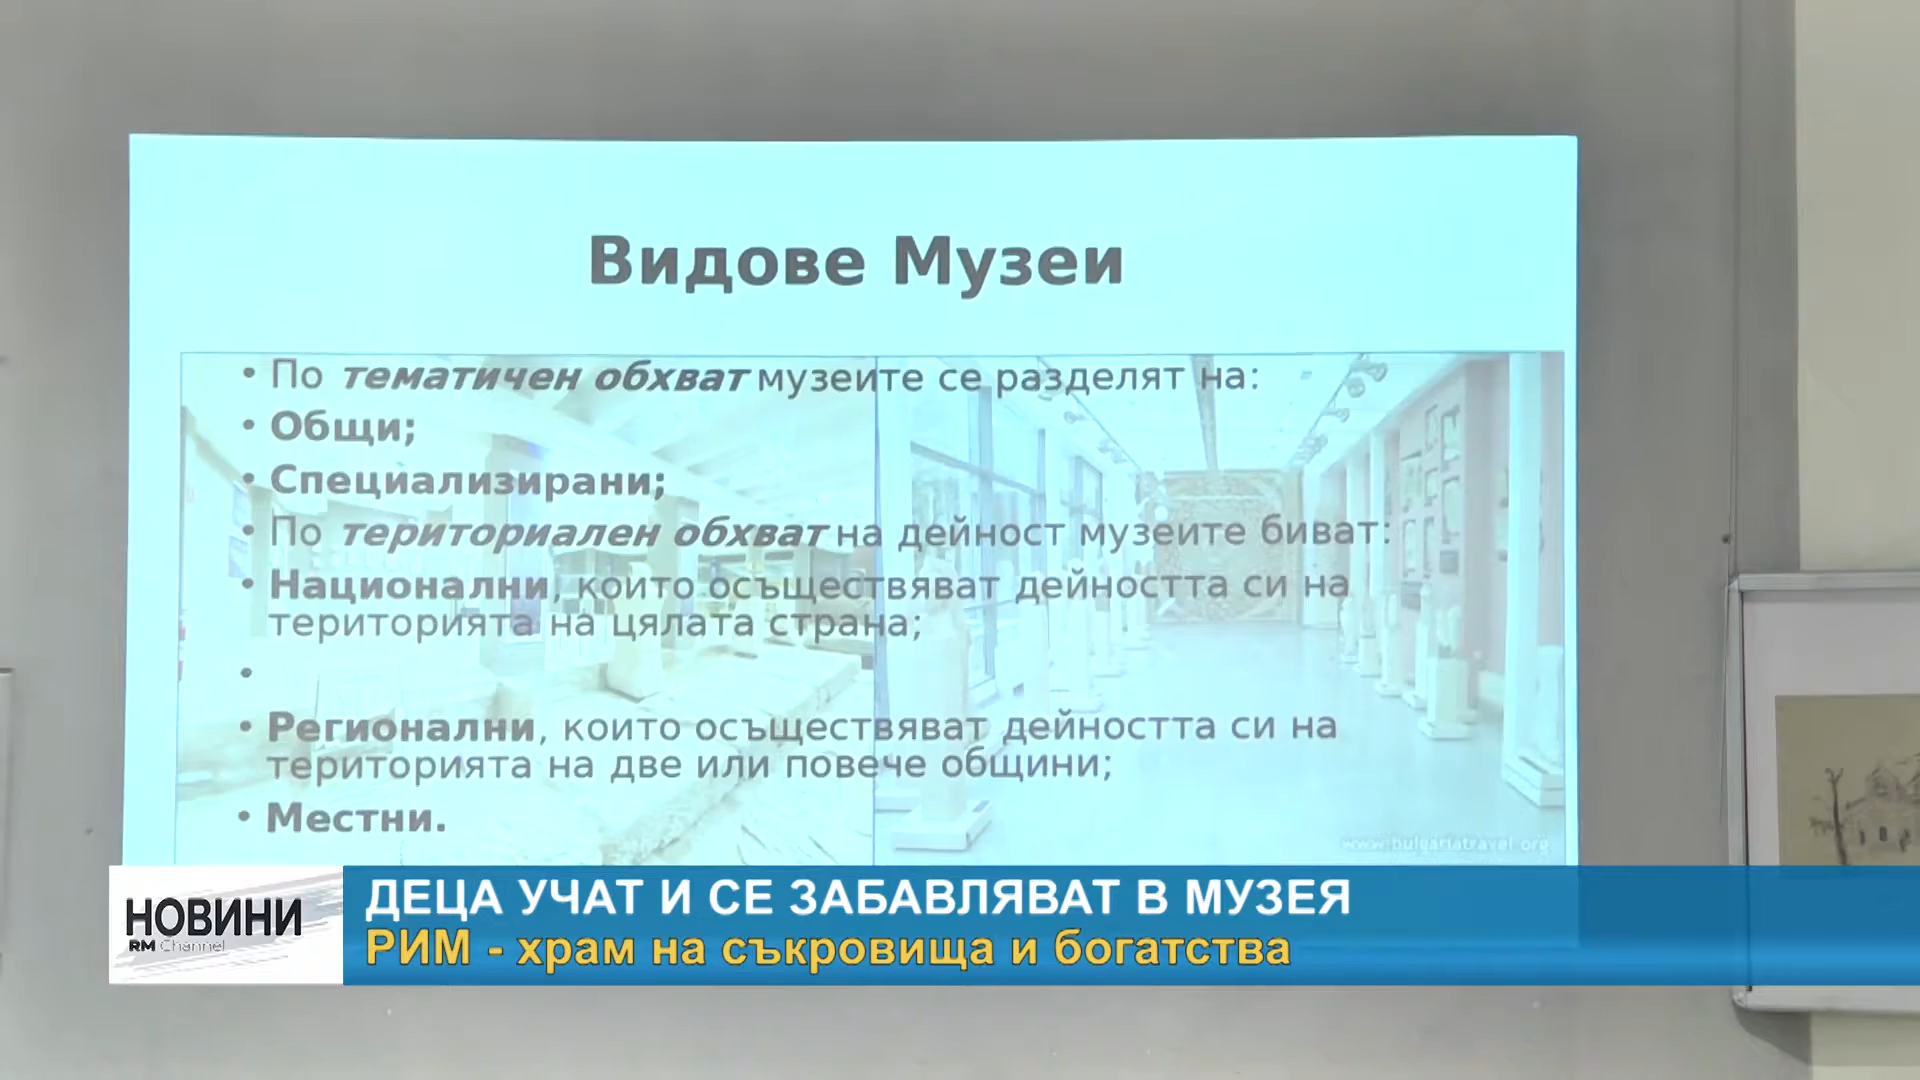 Видове Музеи
• По тематичен обхват музеите се разделят на:
• Общи;
• Специализирани;
• По териториален обхват на дейност музеите биват:
• Национални, които осъществяват дейността си на
територията на цялата страна;
•
• Регионални, които осъществяват дейността си на
територията на две или повече общини;
• Местни.
www.bulgariatravel.org
НОВИНИ
RM Channel
ДЕЦА УЧАТ И СЕ ЗАБАВЛЯВАТ В МУЗЕЯ
РИМ - храм на съкровища и богатства